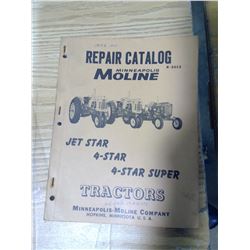 REPAIR CATALOG
MINNEAPOLIS
MOLINE
JET STAR
4-STAR
4-STAR SUPER
TRACTORS
MINNEAPOLIS-MOLINE COMPANY
HOPKINS, MINNESOTA, U.S.A.